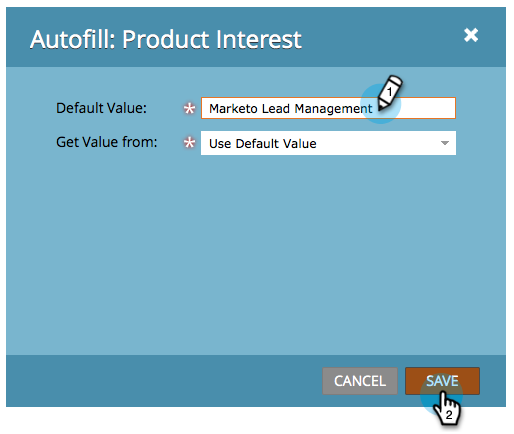 Autofill: Product Interest
Default Value: * Marketo Lead Management
1
Get Value from: * Use Default Value
CANCEL SAVE
2